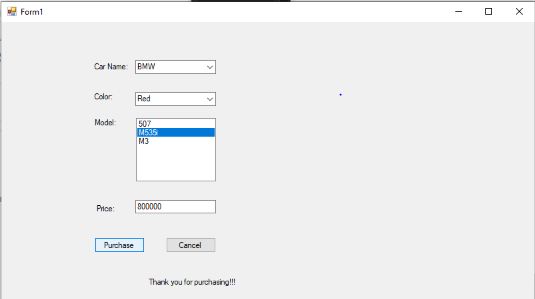 Form1
Car Name: BMW
Color: Red
Model: 507
M535i
M3
Price: 800000
Purchase Cancel
Thank you for purchasing!!!